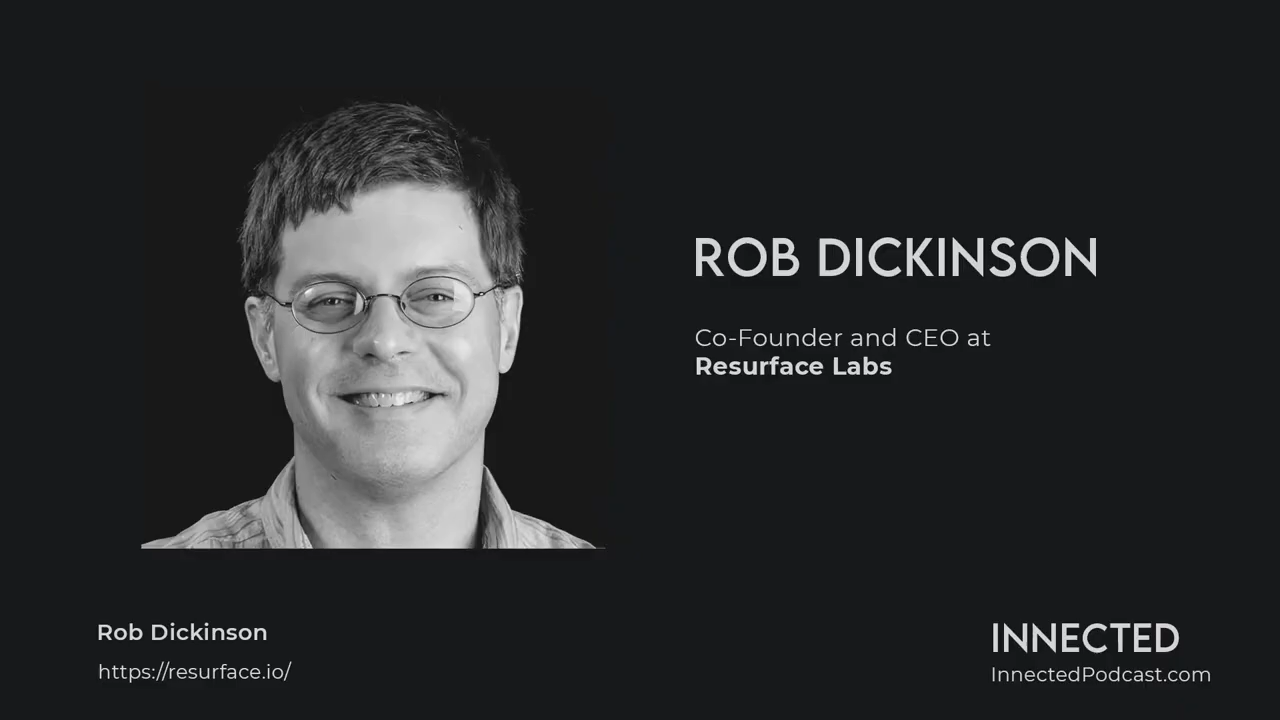 ROB DICKINSON
Co-Founder and CEO at
Resurface Labs
Rob Dickinson
https://resurface.io/
INNECTED
InnectedPodcast.com